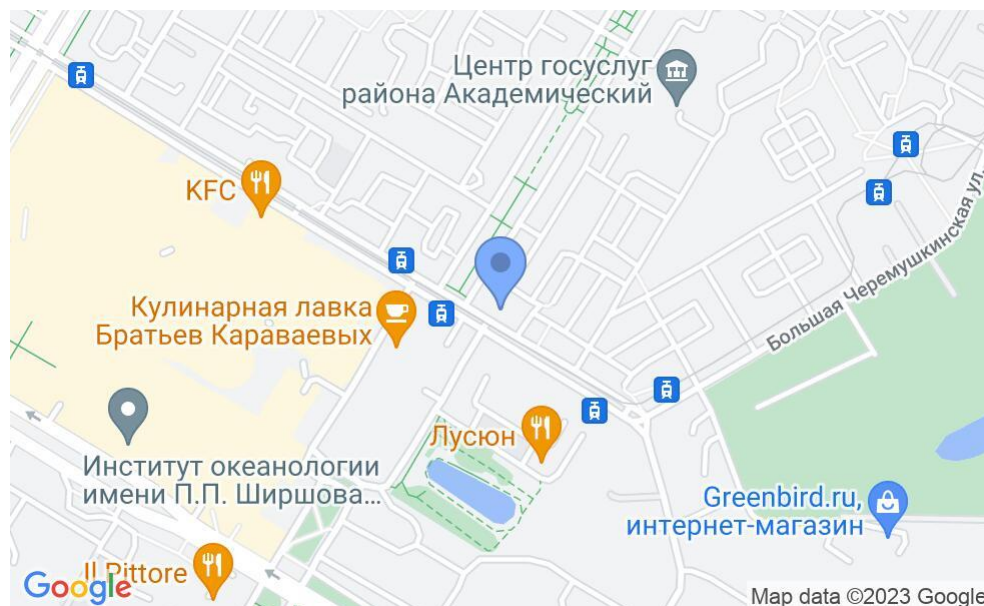 Центр госуслуг
района Академический
KFC
Большая Черемушкинская ул.
Кулинарная лавка
Братьев Караваевых
Лусюн
Институт океанологии
имени П.П. Ширшова...
Greenbird.ru,
интернет-магазин
Il Pittore
Google
Map data ©2023 Google